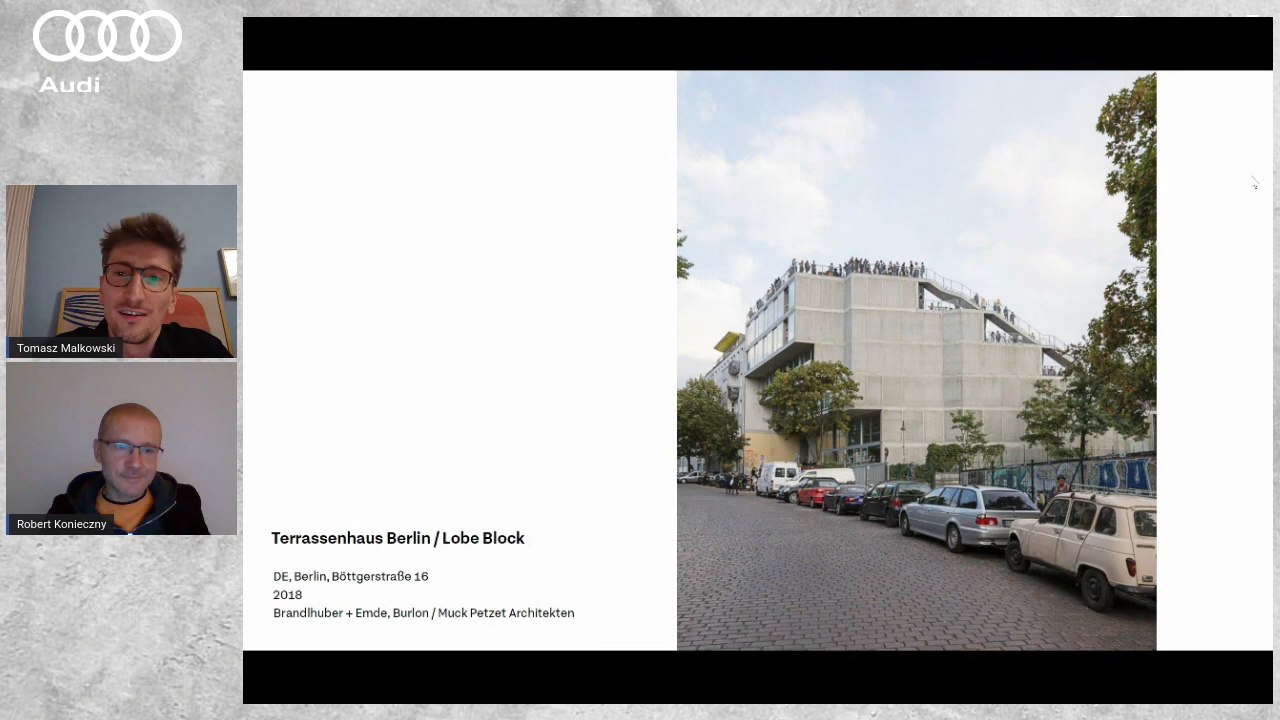 Audi
Tomasz Malkowski
Robert Konieczny
Terrassenhaus Berlin / Lobe Block
DE, Berlin, Böttgerstraße 16
2018
Brandlhuber + Emde, Burlon / Muck Petzet Architekten